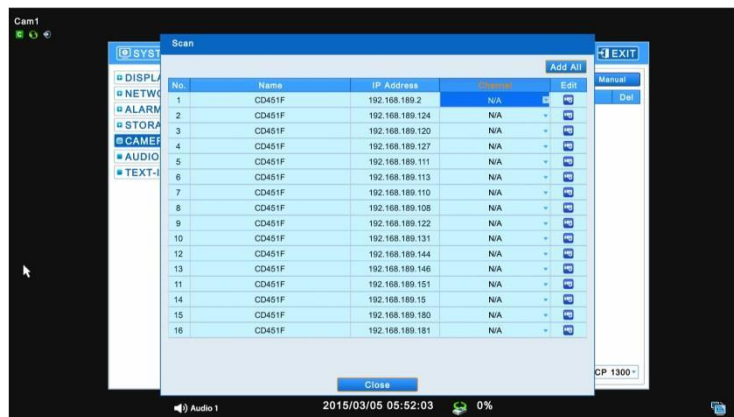 Cam1
SYST
EXIT
DISPLA
NETWO
ALARM
STORA
CAMER
AUDIO
TEXT-I
Manual
Del
Scan
Add All
No. Name IP Address Channel Edit
1 CD451F 192.168.189.2 N/A
2 CD451F 192.168.189.124 N/A
3 CD451F 192.168.189.120 N/A
4 CD451F 192.168.189.127 N/A
5 CD451F 192.168.189.111 N/A
6 CD451F 192.168.189.113 N/A
7 CD451F 192.168.189.110 N/A
8 CD451F 192.168.189.108 N/A
9 CD451F 192.168.189.122 N/A
10 CD451F 192.168.189.131 N/A
12 CD451F 192.168.189.144 N/A
13 CD451F 192.168.189.146 N/A
11 CD451F 192.168.189.151 N/A
14 CD451F 192.168.189.15 N/A
15 CD451F 192.168.189.180 N/A
16 CD451F 192.168.189.181 N/A
CP 1300
Close
Audio 1 2015/03/05 05:52:03 0%